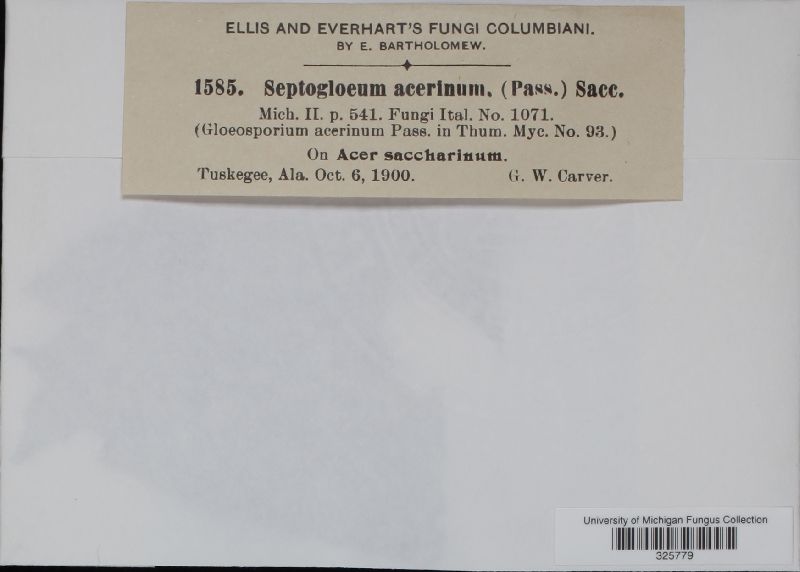 ELLIS AND EVERHART'S FUNGI COLUMBIANI.
BY E. BARTHOLOMEW.
1585. Septogloeum acerinum. (Pass.) Sacc.
Mich. II. p. 541. Fungi Ital. No. 1071.
(Gloeosporium acerinum Pass. in Thum. Myc. No. 93.)
On Acer saccharinum.
Tuskegee, Ala. Oct. 6, 1900. G. W. Carver.
University of Michigan Fungus Collection
325779